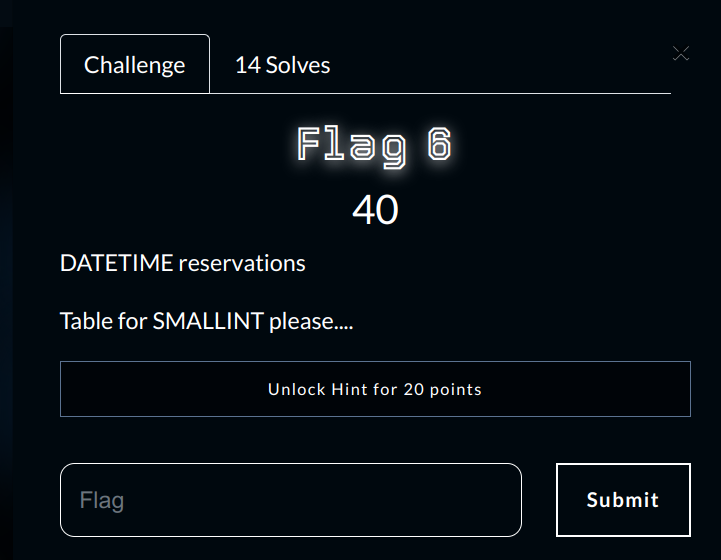 Challenge
14 Solves
Flag 6
40
DATETIME reservations
Table for SMALLINT please....
Unlock Hint for 20 points
Flag
Submit